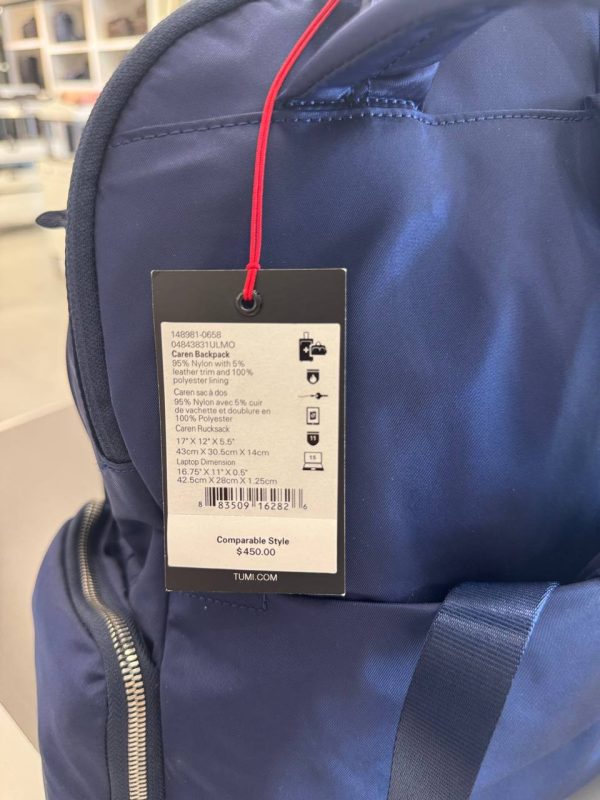 148981-0658
04843831ULMO
Caren Backpack
95% Nylon with 5%
leather trim and 100%
polyester lining
Caren sac à dos
95% Nylon avec 5% cuir
de vachette et doublure en
100% Polyester
Caren Rucksack
17" X 12" X 5.5"
43cm X 30.5cm X 14cm
Laptop Dimension
16.75" X 11" X 0.5"
42.5cm X 28cm X 1.25cm
15
8 83509 16282 6
Comparable Style
$450.00
TUMI.COM